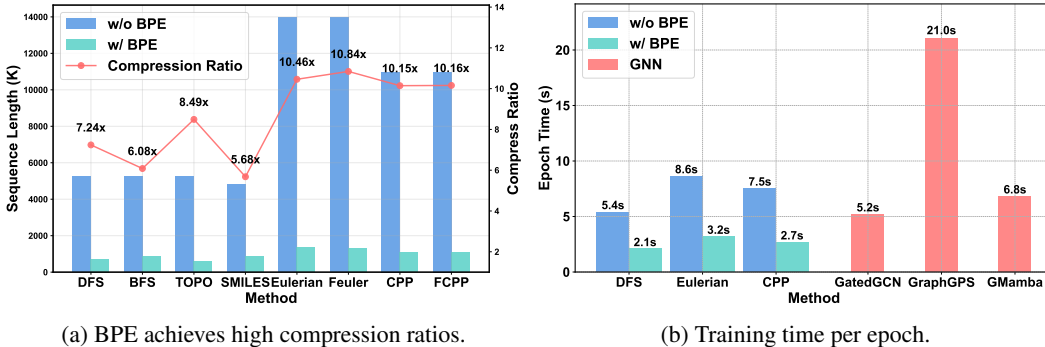 w/o BPE
w/ BPE
Compression Ratio
Sequence Length (K)
14000
12000
10000
8000
6000
4000
2000
0
7.24x
6.08x
8.49x
5.68x
10.46x
10.84x
10.15x
10.16x
14
12
10
8
6
4
2
Compress Ratio
DFS BFS TOPO SMILES Eulerian Feuler CPP FCPP
Method
(a) BPE achieves high compression ratios.
w/o BPE
w/ BPE
GNN
Epoch Time (s)
20
15
10
5
0
5.4s
2.1s
8.6s
3.2s
7.5s
2.7s
5.2s
21.0s
6.8s
DFS Eulerian CPP GatedGCN GraphGPS GMamba
Method
(b) Training time per epoch.